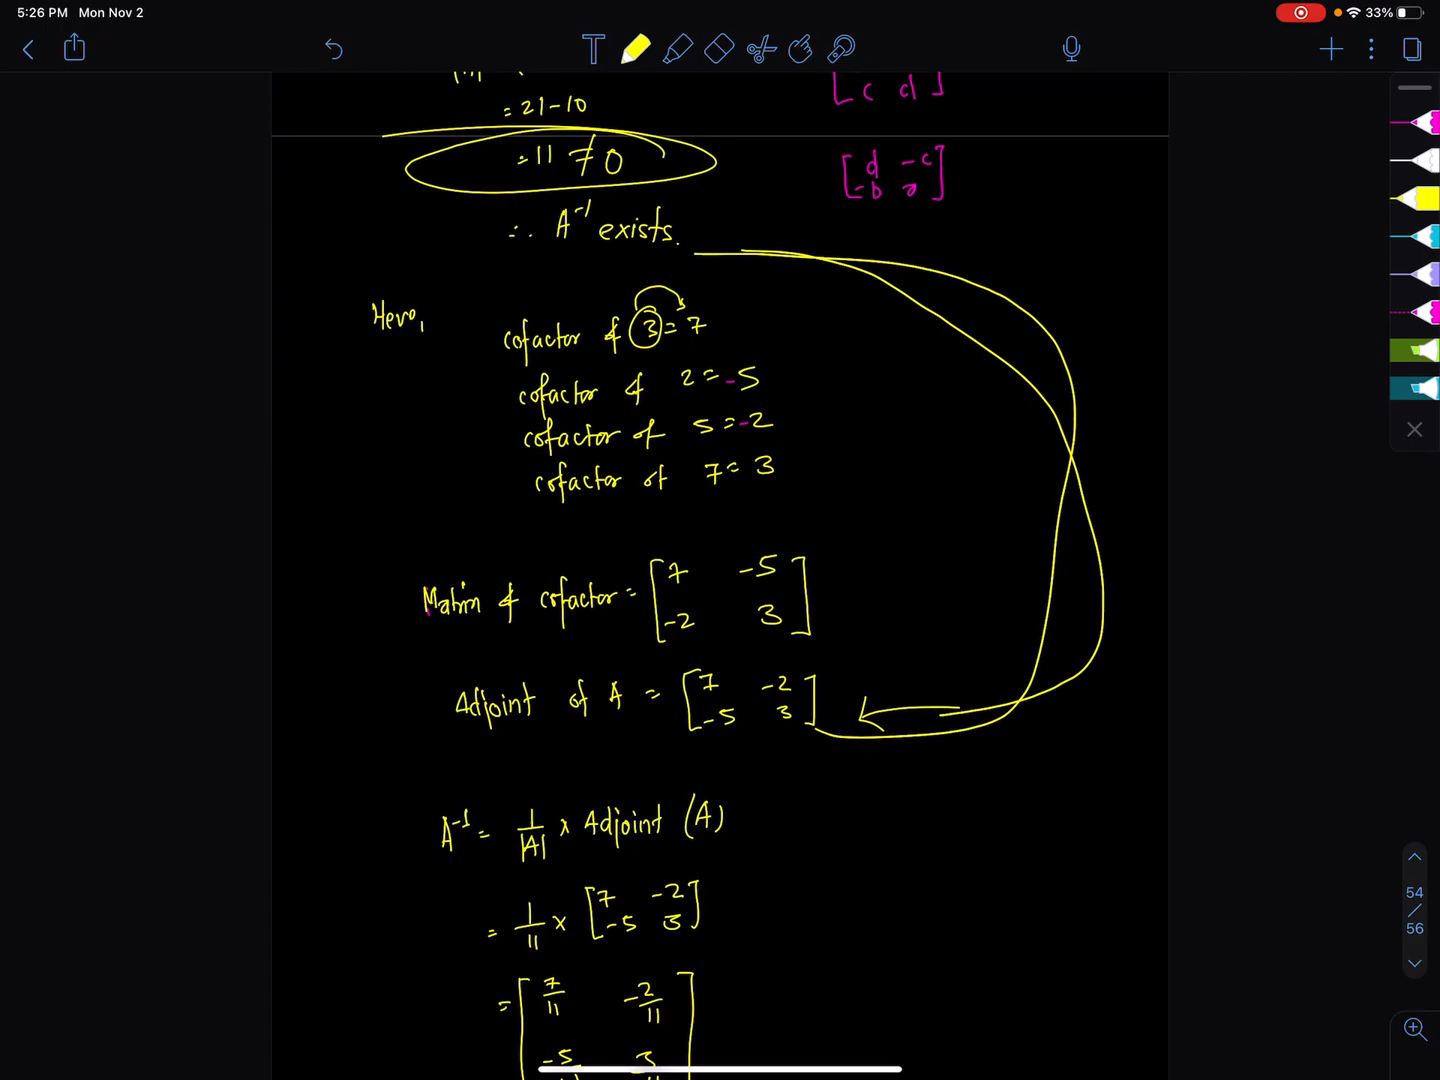 5:26 PM Mon Nov 2
33%
= 21-10
[ c d ]
= 11 ≠ 0
[ d -c
-b a ]
∴ A⁻¹ exists.
Here,
cofactor of 3 = 7
cofactor of 2 = -5
cofactor of 5 = -2
cofactor of 7 = 3
Matrix of cofactor = [ 7 -5
-2 3 ]
Adjoint of A = [ 7 -2
-5 3 ]
A⁻¹ = 1/|A| × Adjoint (A)
= 1/11 × [ 7 -2
-5 3 ]
= [ 7/11 -2/11
-5 3
54
/
56